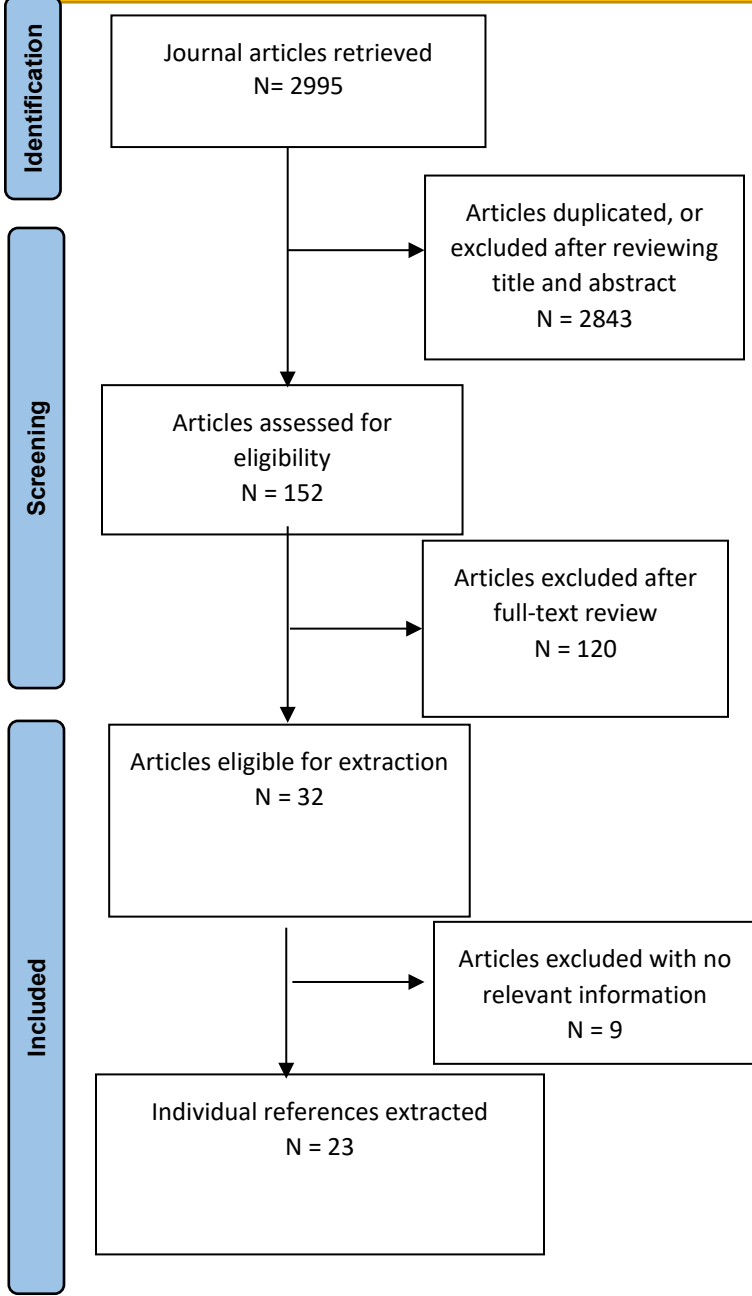 Identification
Journal articles retrieved
N= 2995
Articles duplicated, or
excluded after reviewing
title and abstract
N = 2843
Screening
Articles assessed for
eligibility
N = 152
Articles excluded after
full-text review
N = 120
Included
Articles eligible for extraction
N = 32
Articles excluded with no
relevant information
N = 9
Individual references extracted
N = 23